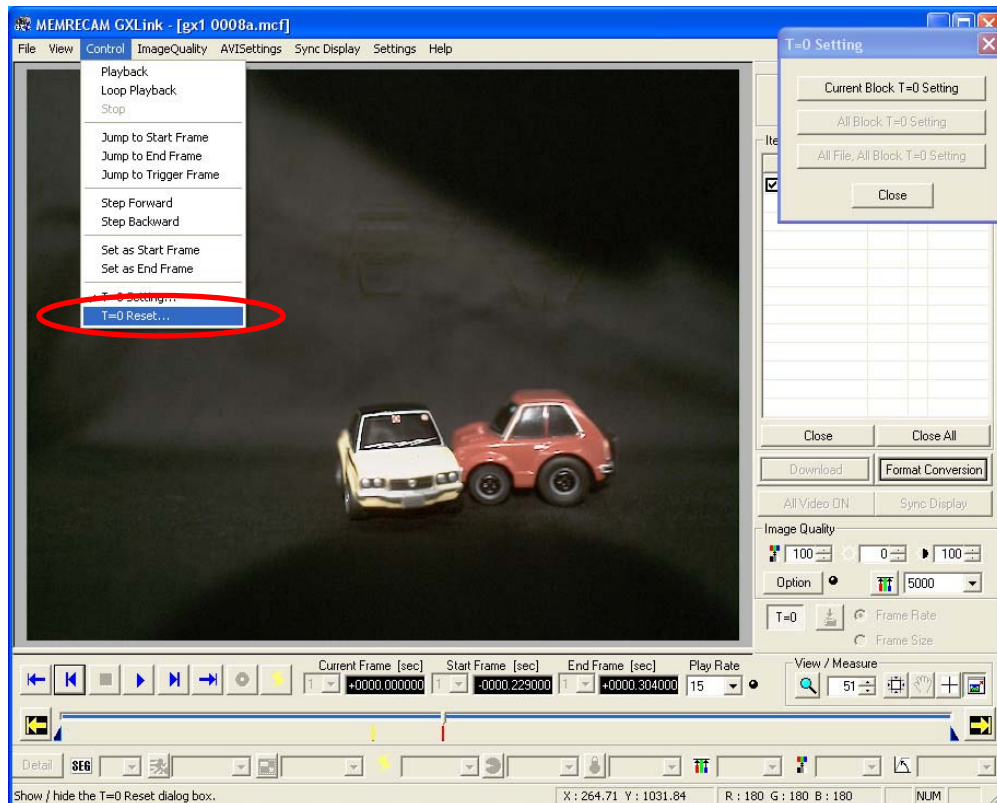 MEMRECAM GXLink - [gx1 0008a.mcf]
File View Control ImageQuality AVISettings Sync Display Settings Help
Playback
Loop Playback
Stop
Jump to Start Frame
Jump to End Frame
Jump to Trigger Frame
Step Forward
Step Backward
Set as Start Frame
Set as End Frame
T=0 Setting...
T=0 Reset...
T=0 Setting
Current Block T=0 Setting
All Block T=0 Setting
All File, All Block T=0 Setting
Close
Close Close All
Download Format Conversion
All Video ON Sync Display
Image Quality
100 0 100
Option 5000
T=0 Frame Rate
Frame Size
Current Frame [sec] Start Frame [sec] End Frame [sec] Play Rate View / Measure
1 +0000.000000 1 -0000.229000 1 +0000.304000 15 51
Detail SEG
Show / hide the T=0 Reset dialog box. X : 264.71 Y : 1031.84 R : 180 G : 180 B : 180 NUM